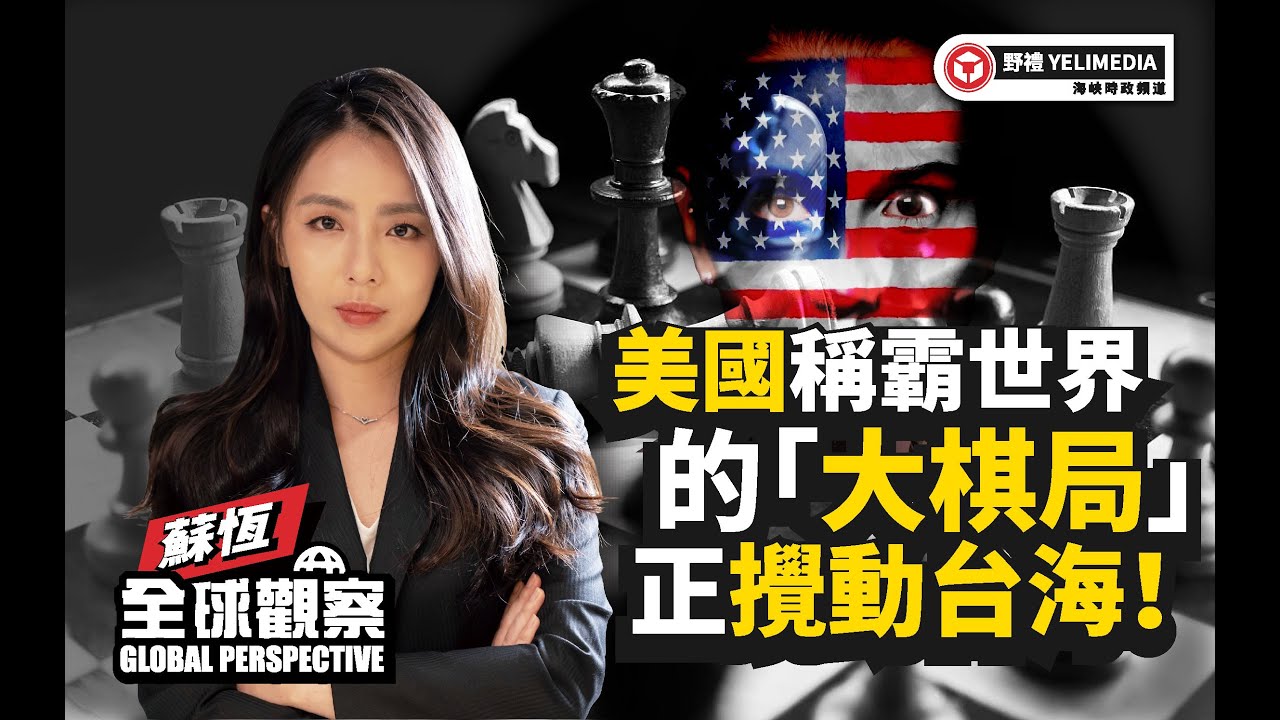 野禮 YELIMEDIA
海峽時政頻道
美國稱霸世界
的「大棋局」
正攪動台海!
蘇恆
全球觀察
GLOBAL PERSPECTIVE